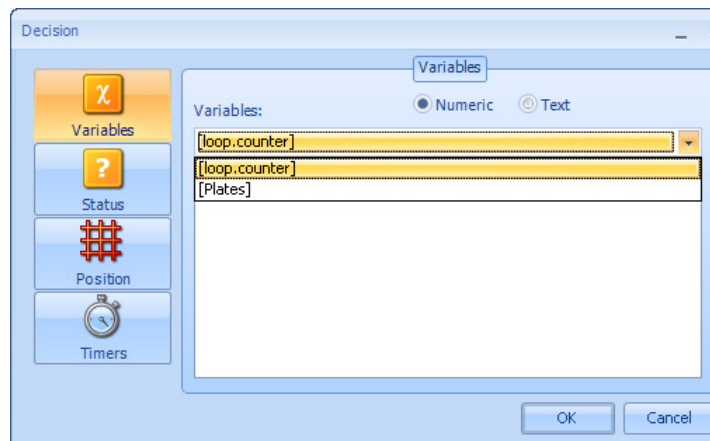 Decision
Variables
Variables:
Numeric
Text
[loop.counter]
[loop.counter]
[Plates]
χ
Variables
?
Status
Position
Timers
OK
Cancel